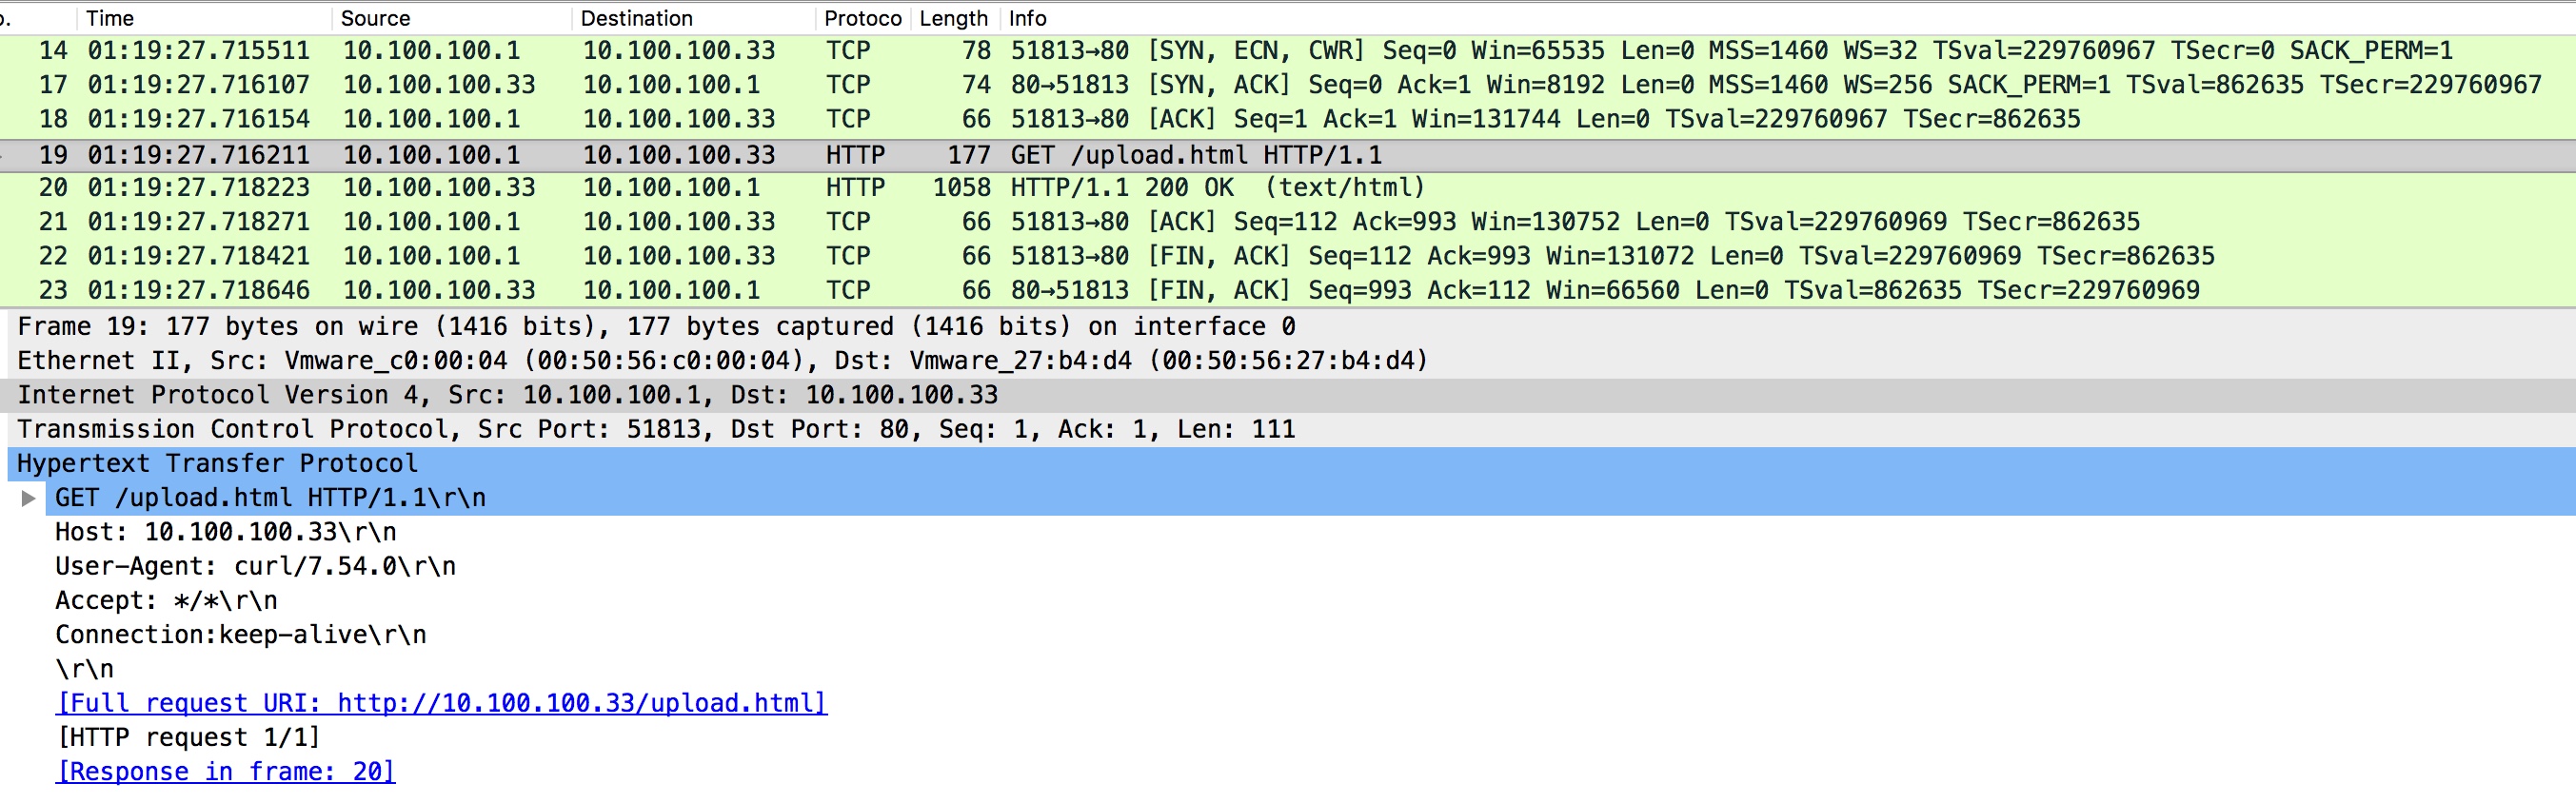 o. Time Source Destination Protoco Length Info
14 01:19:27.715511 10.100.100.1 10.100.100.33 TCP 78 51813→80 [SYN, ECN, CWR] Seq=0 Win=65535 Len=0 MSS=1460 WS=32 TSval=229760967 TSecr=0 SACK_PERM=1
17 01:19:27.716107 10.100.100.33 10.100.100.1 TCP 74 80→51813 [SYN, ACK] Seq=0 Ack=1 Win=8192 Len=0 MSS=1460 WS=256 SACK_PERM=1 TSval=862635 TSecr=229760967
18 01:19:27.716154 10.100.100.1 10.100.100.33 TCP 66 51813→80 [ACK] Seq=1 Ack=1 Win=131744 Len=0 TSval=229760967 TSecr=862635
19 01:19:27.716211 10.100.100.1 10.100.100.33 HTTP 177 GET /upload.html HTTP/1.1
20 01:19:27.718223 10.100.100.33 10.100.100.1 HTTP 1058 HTTP/1.1 200 OK (text/html)
21 01:19:27.718271 10.100.100.1 10.100.100.33 TCP 66 51813→80 [ACK] Seq=112 Ack=993 Win=130752 Len=0 TSval=229760969 TSecr=862635
22 01:19:27.718421 10.100.100.1 10.100.100.33 TCP 66 51813→80 [FIN, ACK] Seq=112 Ack=993 Win=131072 Len=0 TSval=229760969 TSecr=862635
23 01:19:27.718646 10.100.100.33 10.100.100.1 TCP 66 80→51813 [FIN, ACK] Seq=993 Ack=112 Win=66560 Len=0 TSval=862635 TSecr=229760969
Frame 19: 177 bytes on wire (1416 bits), 177 bytes captured (1416 bits) on interface 0
Ethernet II, Src: Vmware_c0:00:04 (00:50:56:c0:00:04), Dst: Vmware_27:b4:d4 (00:50:56:27:b4:d4)
Internet Protocol Version 4, Src: 10.100.100.1, Dst: 10.100.100.33
Transmission Control Protocol, Src Port: 51813, Dst Port: 80, Seq: 1, Ack: 1, Len: 111
Hypertext Transfer Protocol
GET /upload.html HTTP/1.1\r\n
Host: 10.100.100.33\r\n
User-Agent: curl/7.54.0\r\n
Accept: */*\r\n
Connection:keep-alive\r\n
\r\n
[Full request URI: http://10.100.100.33/upload.html]
[HTTP request 1/1]
[Response in frame: 20]